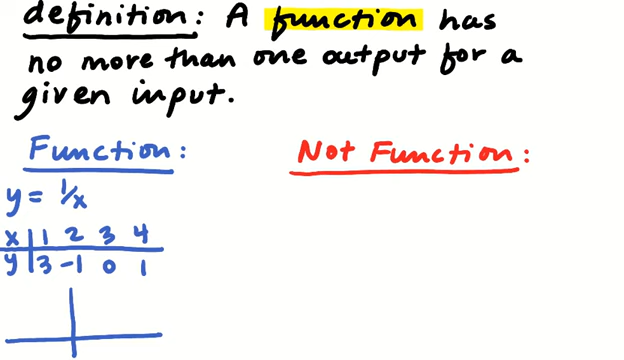 definition: A function has
no more than one output for a
given input.
Function:
Not Function:
y = 1/x
x 1 2 3 4
y 3 -1 0 1